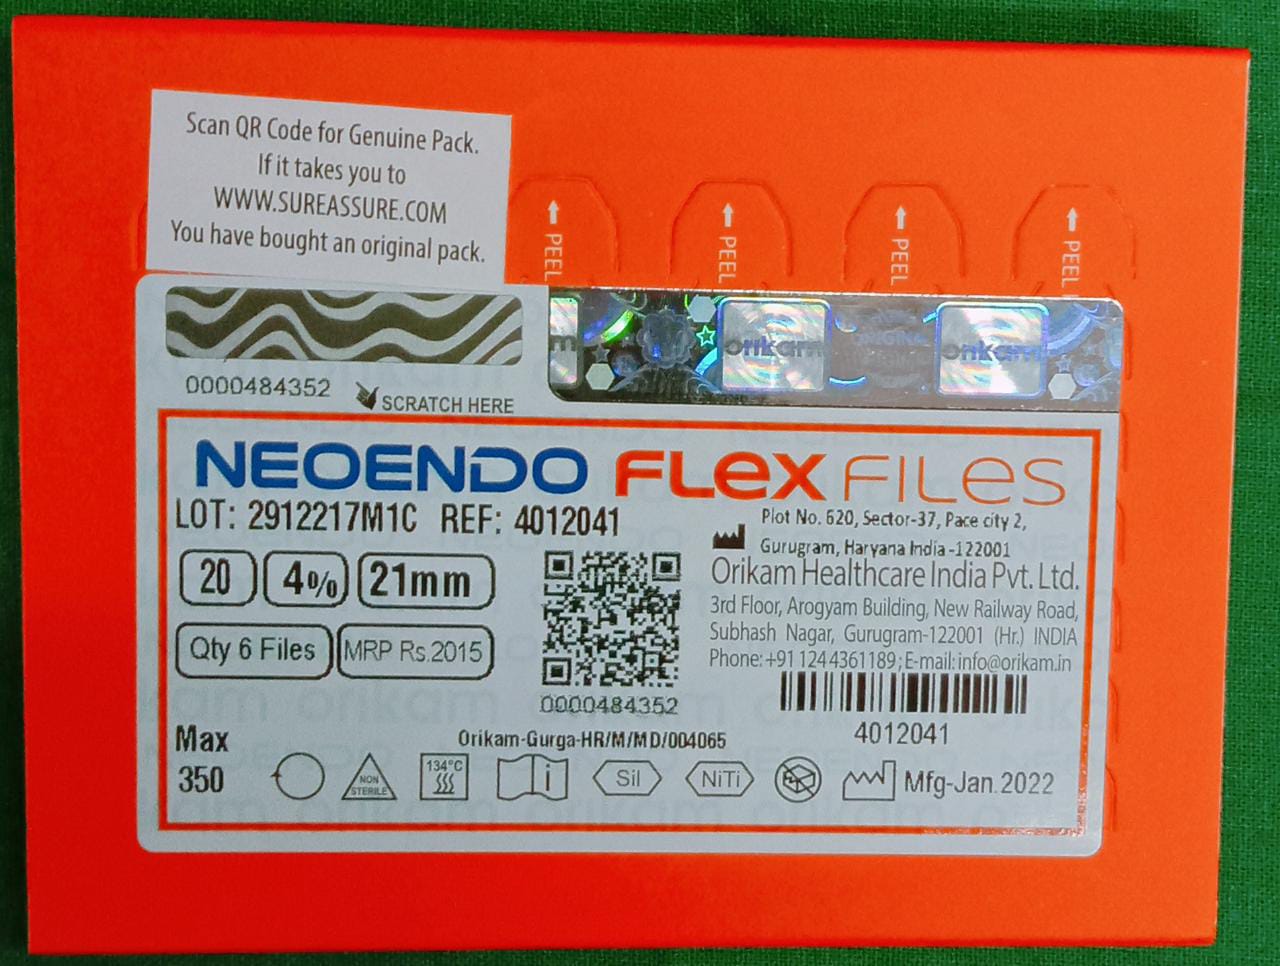 Scan QR Code for Genuine Pack.
If it takes you to
WWW.SUREASSURE.COM
You have bought an original pack.
PEEL
PEEL
PEEL
PEEL
orikam
orikam
0000484352
SCRATCH HERE
NEOENDO FLEX FILES
LOT: 2912217M1C REF: 4012041
20 4% 21mm
Qty 6 Files MRP Rs.2015
0000484352
Plot No. 620, Sector-37, Pace city 2,
Gurugram, Haryana India -122001
Orikam Healthcare India Pvt. Ltd.
3rd Floor, Arogyam Building, New Railway Road,
Subhash Nagar, Gurugram-122001 (Hr.) INDIA
Phone: +91 124 4361189; E-mail: info@orikam.in
4012041
Orikam-Gurga-HR/M/MD/004065
Max
350
NON
STERILE
134°C
i
Sil
NiTi
Mfg-Jan.2022